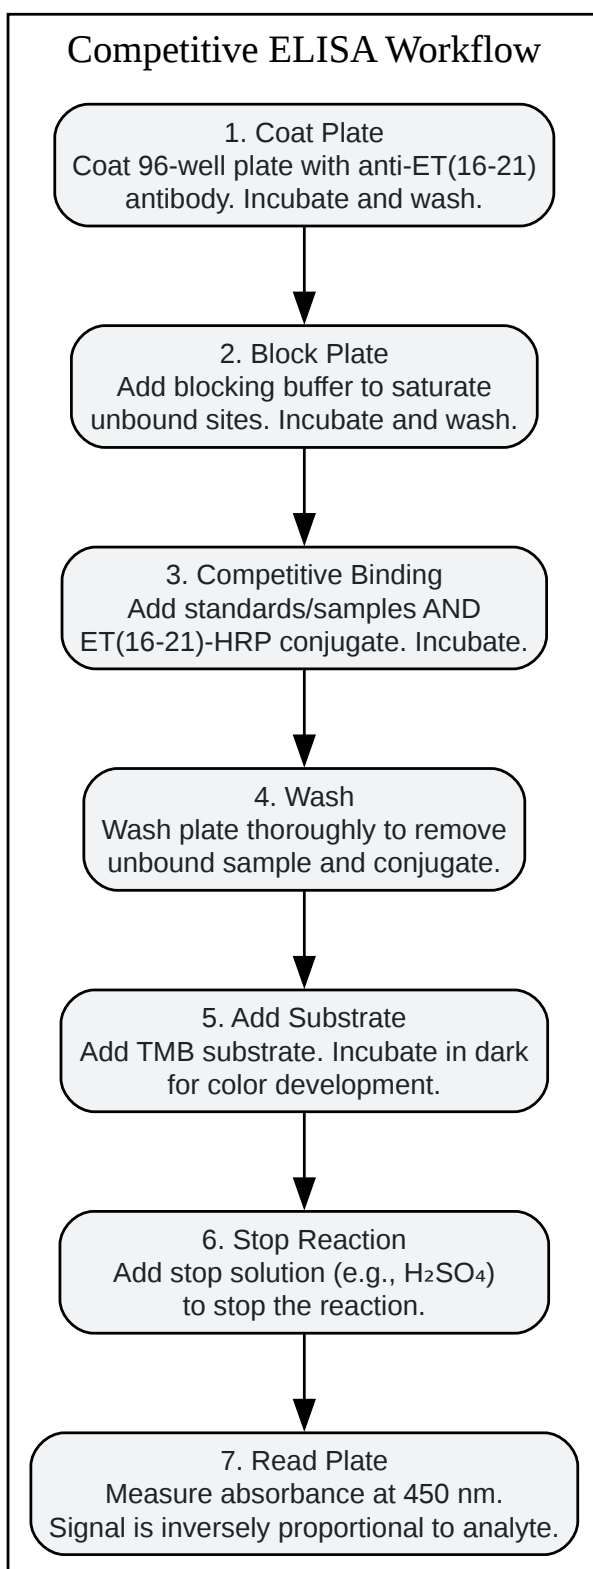 Competitive ELISA Workflow
1. Coat Plate
Coat 96-well plate with anti-ET(16-21)
antibody. Incubate and wash.
2. Block Plate
Add blocking buffer to saturate
unbound sites. Incubate and wash.
3. Competitive Binding
Add standards/samples AND
ET(16-21)-HRP conjugate. Incubate.
4. Wash
Wash plate thoroughly to remove
unbound sample and conjugate.
5. Add Substrate
Add TMB substrate. Incubate in dark
for color development.
6. Stop Reaction
Add stop solution (e.g., H₂SO₄)
to stop the reaction.
7. Read Plate
Measure absorbance at 450 nm.
Signal is inversely proportional to analyte.